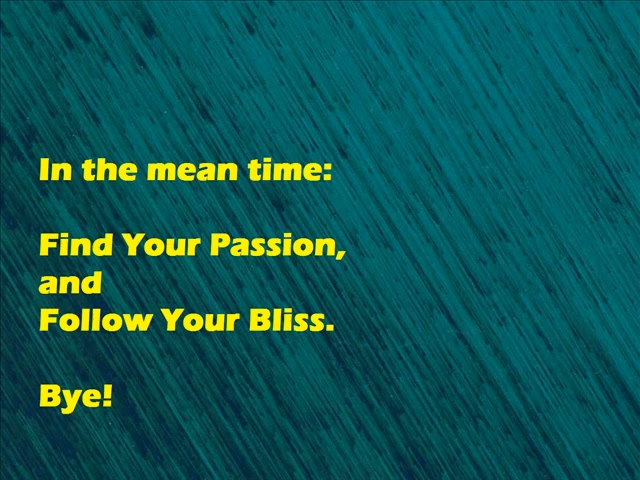 In the mean time:
Find Your Passion,
and
Follow Your Bliss.
Bye!